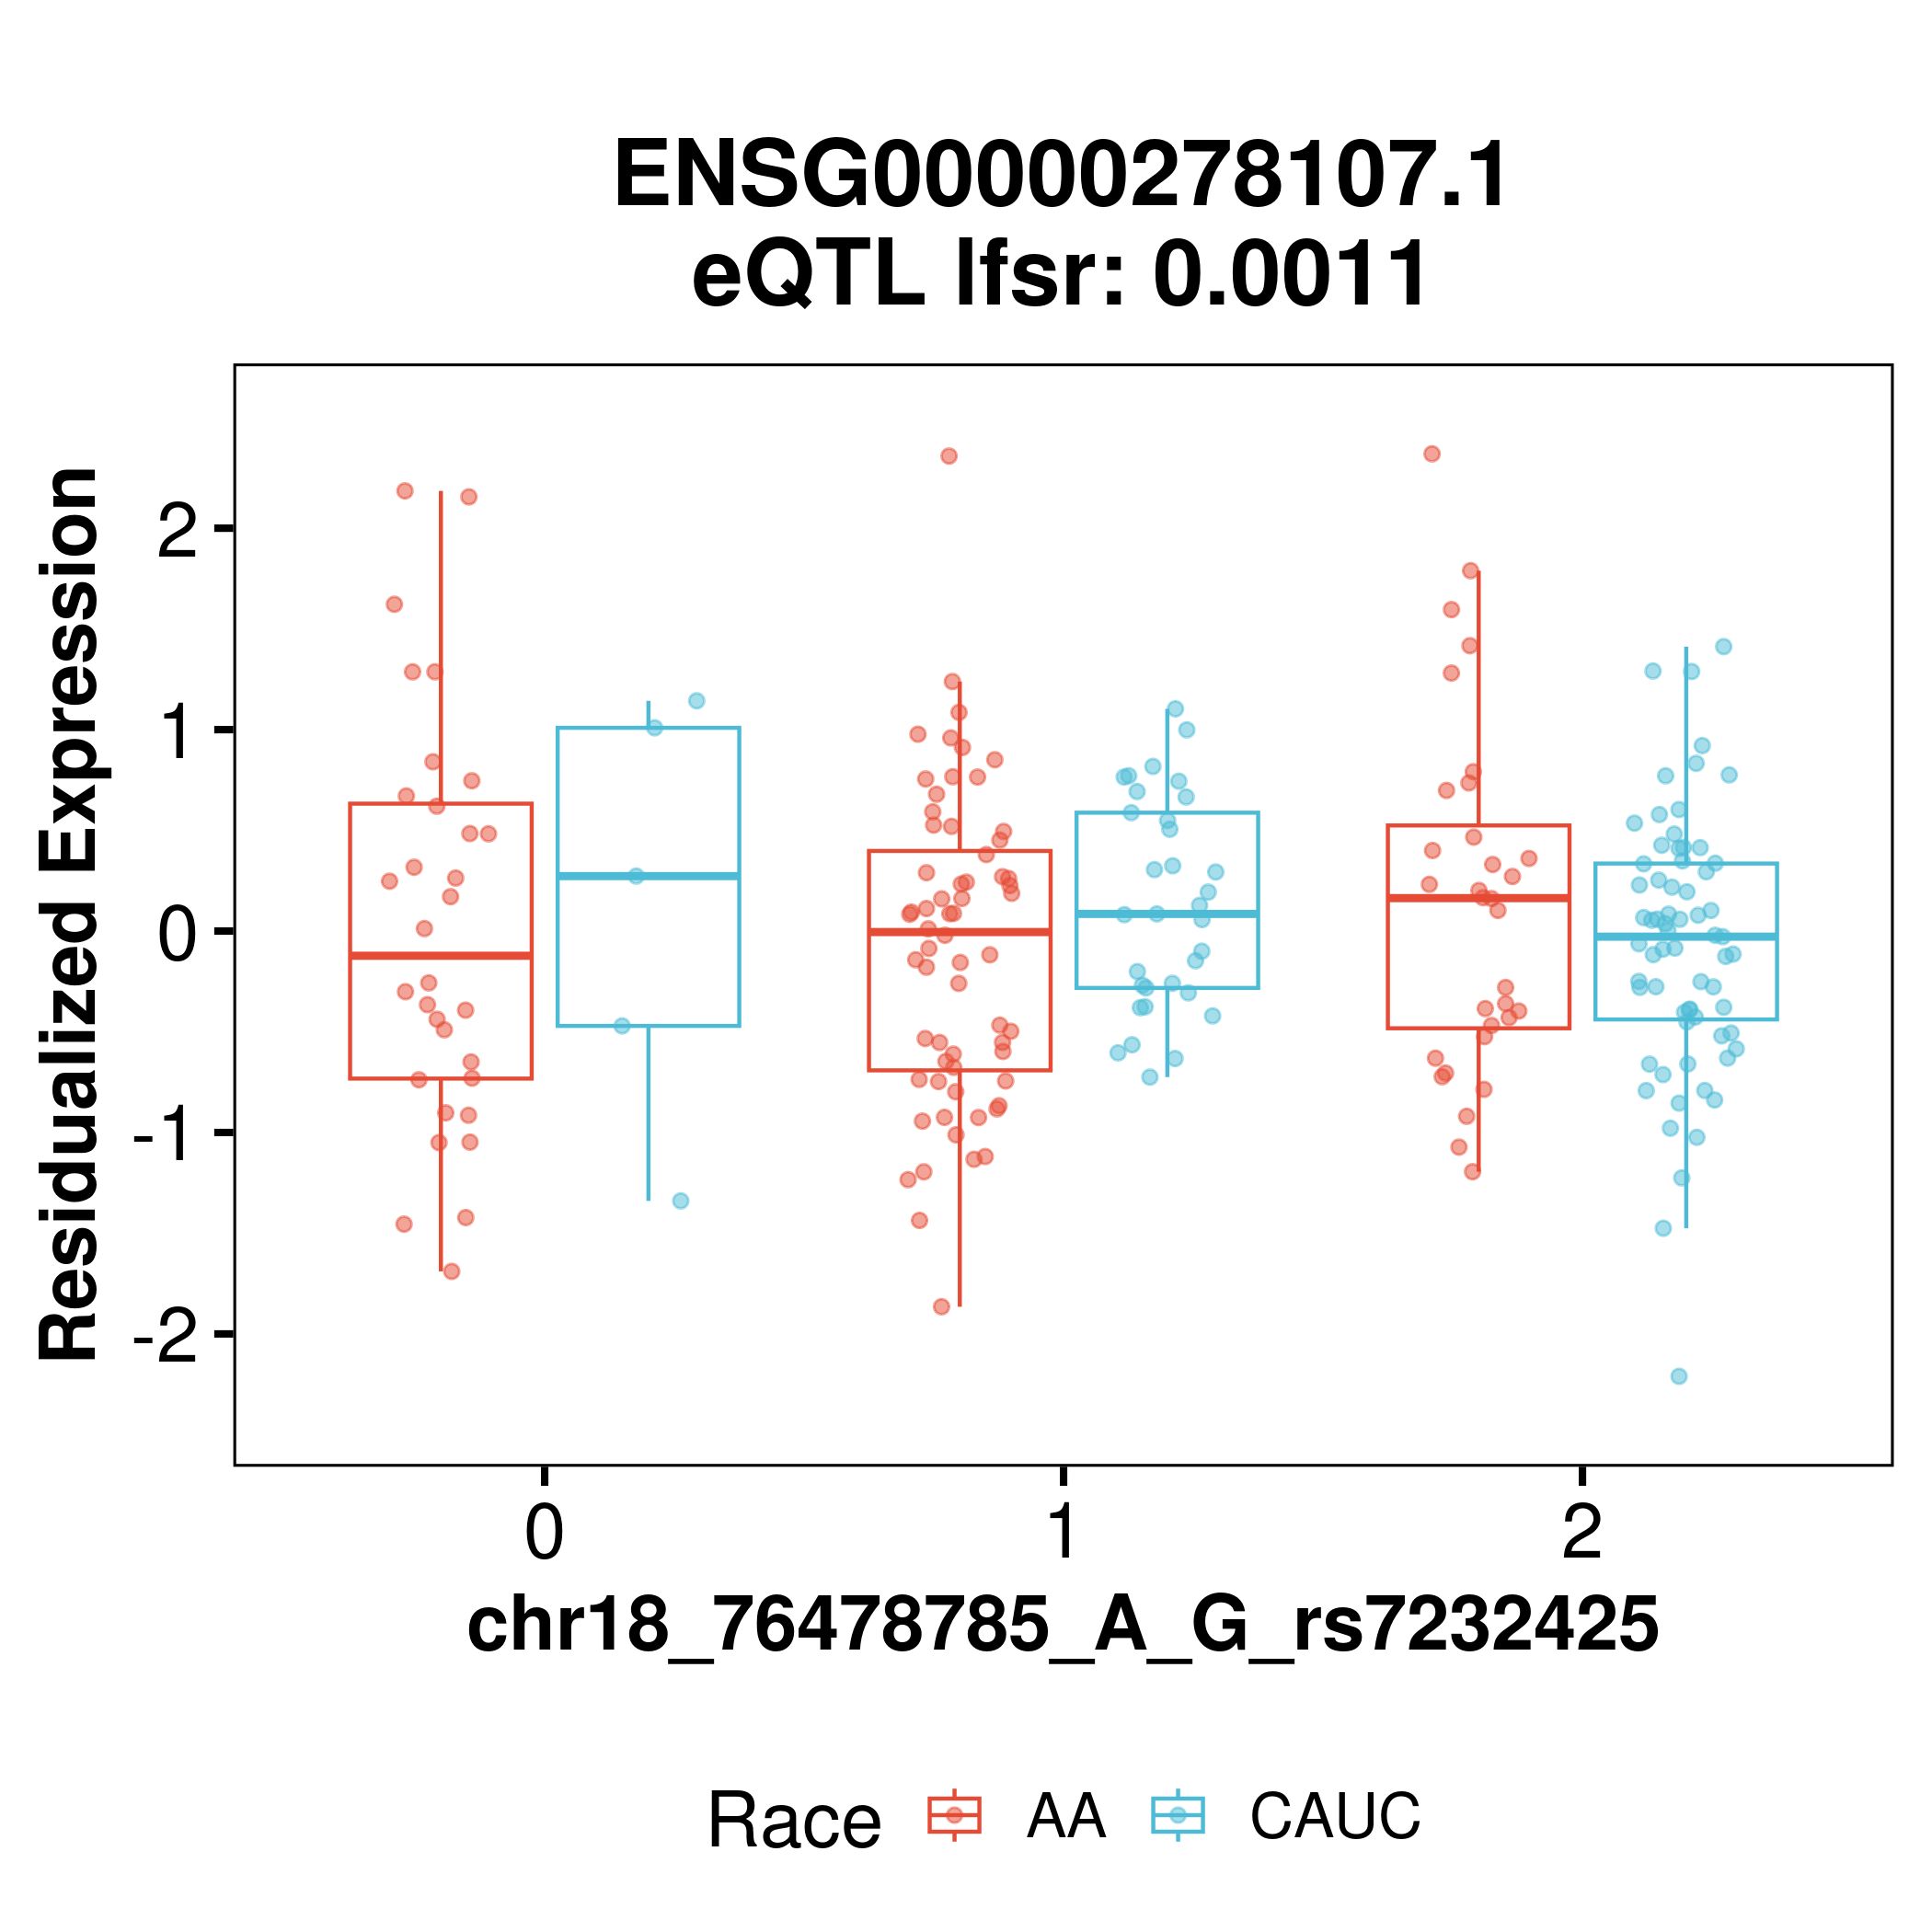 ENSG00000278107.1
eQTL lfsr: 0.0011
Residualized Expression
2
1
0
-1
-2
0 1 2
chr18_76478785_A_G_rs7232425
Race AA CAUC